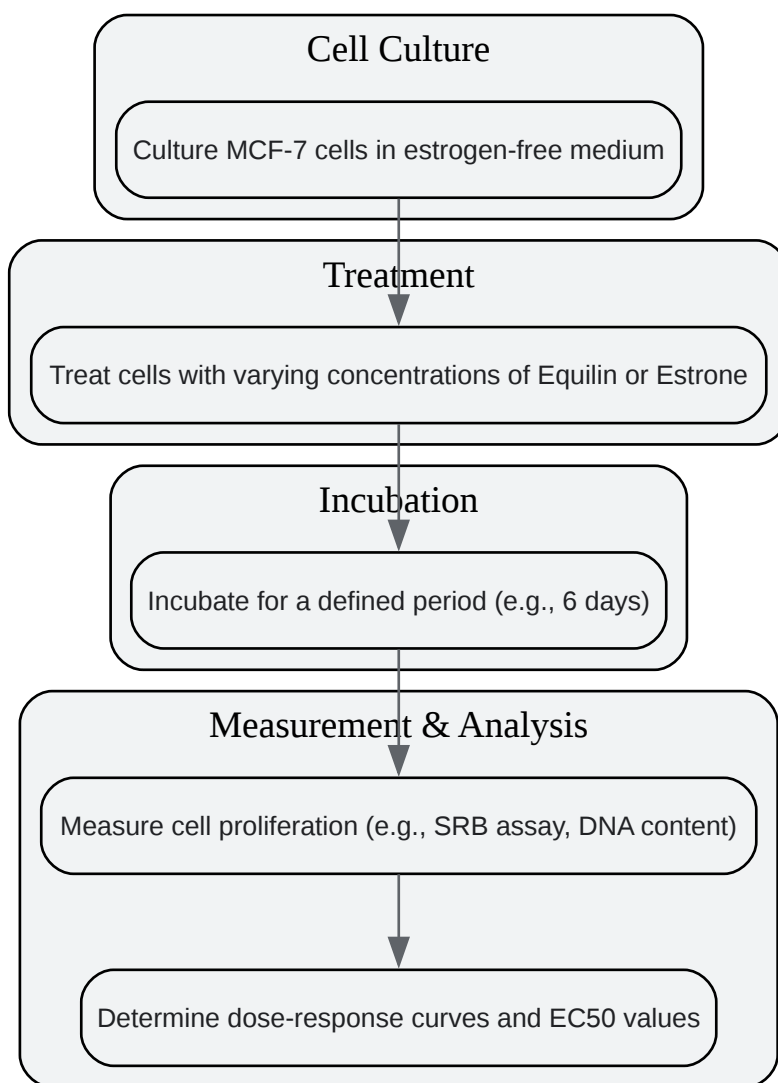 Cell Culture
Culture MCF-7 cells in estrogen-free medium
Treatment
Treat cells with varying concentrations of Equilin or Estrone
Incubation
Incubate for a defined period (e.g., 6 days)
Measurement & Analysis
Measure cell proliferation (e.g., SRB assay, DNA content)
Determine dose-response curves and EC50 values